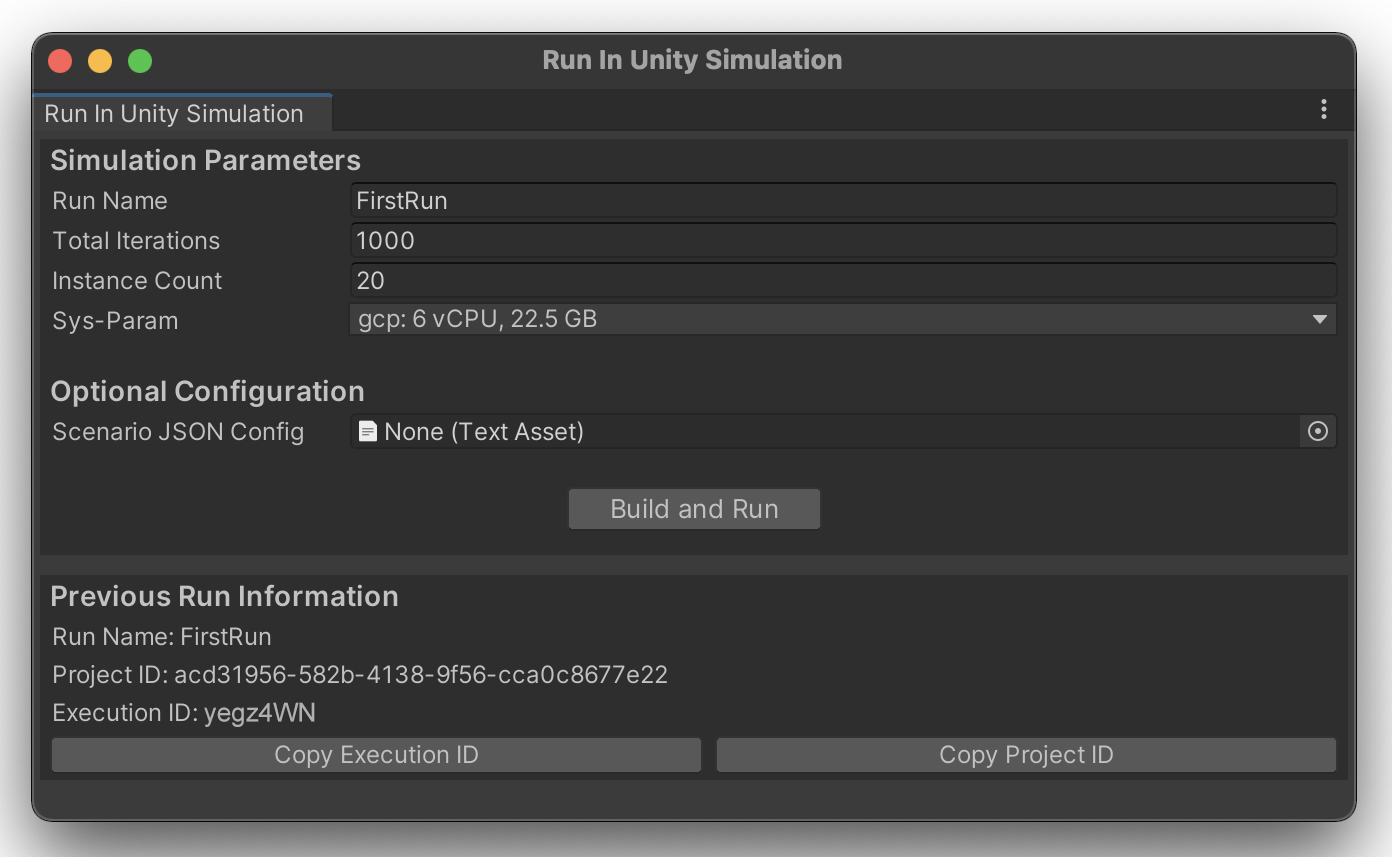 Run In Unity Simulation
Run In Unity Simulation
Simulation Parameters
Run Name FirstRun
Total Iterations 1000
Instance Count 20
Sys-Param gcp: 6 vCPU, 22.5 GB
Optional Configuration
Scenario JSON Config None (Text Asset)
Build and Run
Previous Run Information
Run Name: FirstRun
Project ID: acd31956-582b-4138-9f56-cca0c8677e22
Execution ID: yegz4WN
Copy Execution ID Copy Project ID